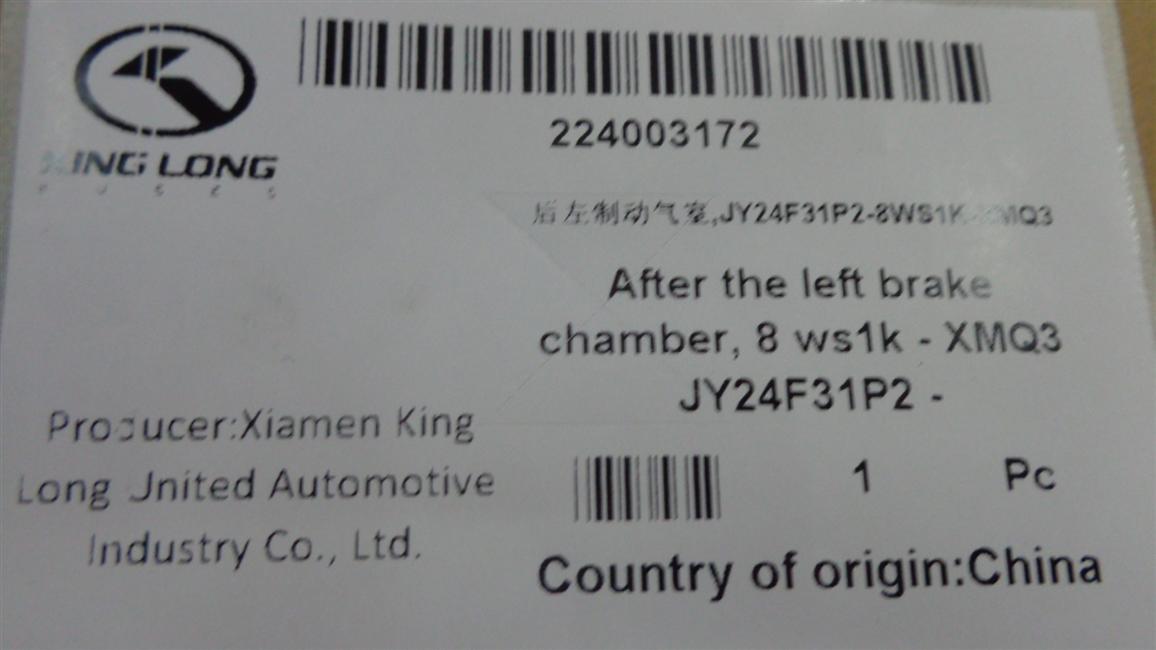 KING LONG
224003172
后左制动气室,JY24F31P2-8WS1K-XMQ3
After the left brake
chamber, 8 ws1k - XMQ3
JY24F31P2 -
Producer:Xiamen King
Long United Automotive
Industry Co., Ltd.
1 Pc
Country of origin:China